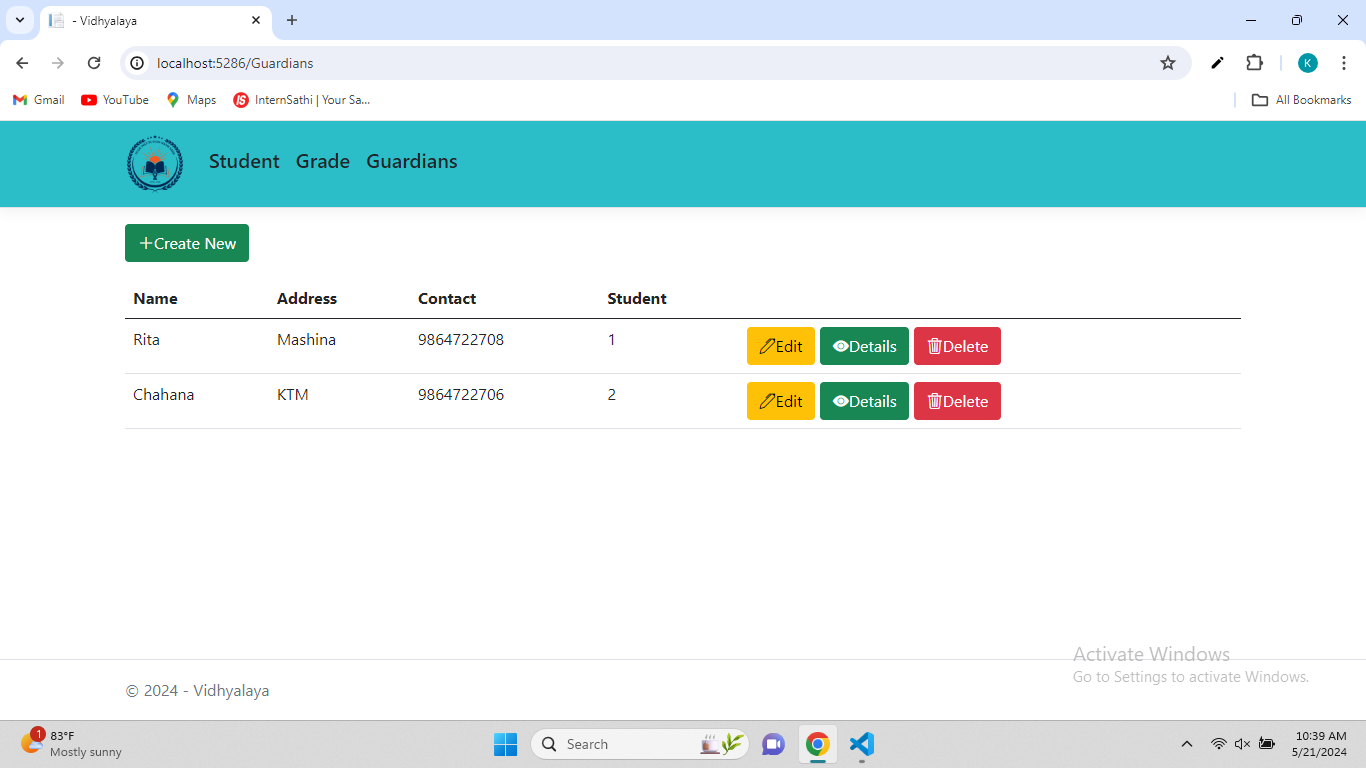 - Vidhyalaya
localhost:5286/Guardians
Gmail YouTube Maps InternSathi | Your Sa... All Bookmarks
K
Student Grade Guardians
+Create New
Name Address Contact Student
Rita Mashina 9864722708 1 Edit Details Delete
Chahana KTM 9864722706 2 Edit Details Delete
Activate Windows
Go to Settings to activate Windows.
© 2024 - Vidhyalaya
1 83°F
Mostly sunny
Search
10:39 AM
5/21/2024